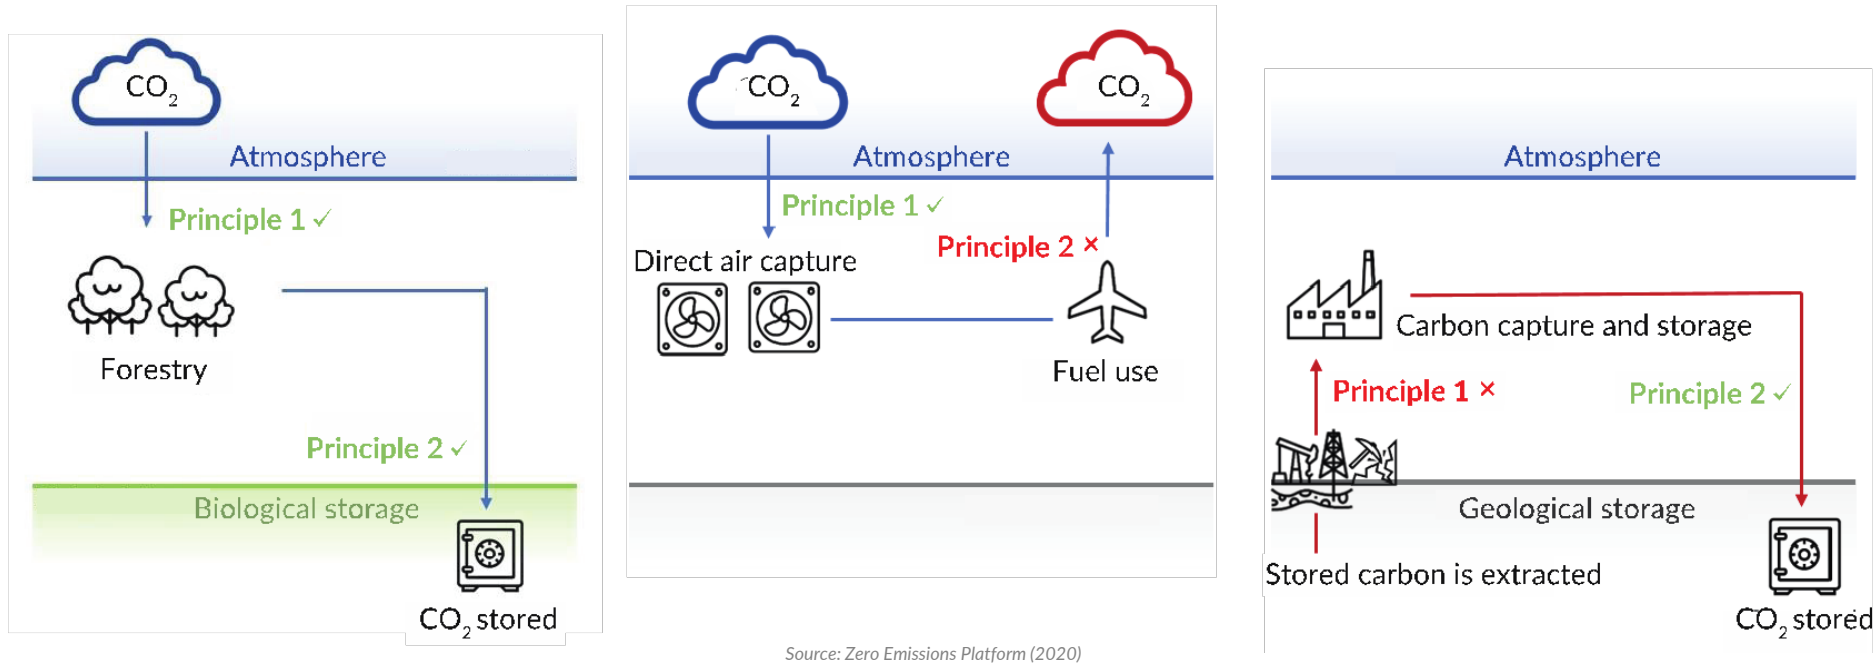 CO2
Atmosphere
Principle 1 ✓
Forestry
Principle 2 ✓
Biological storage
CO2 stored
CO2
CO2
Atmosphere
Principle 1 ✓
Principle 2 ×
Direct air capture
Fuel use
Atmosphere
Carbon capture and storage
Principle 1 ×
Principle 2 ✓
Geological storage
Stored carbon is extracted
CO2 stored
Source: Zero Emissions Platform (2020)